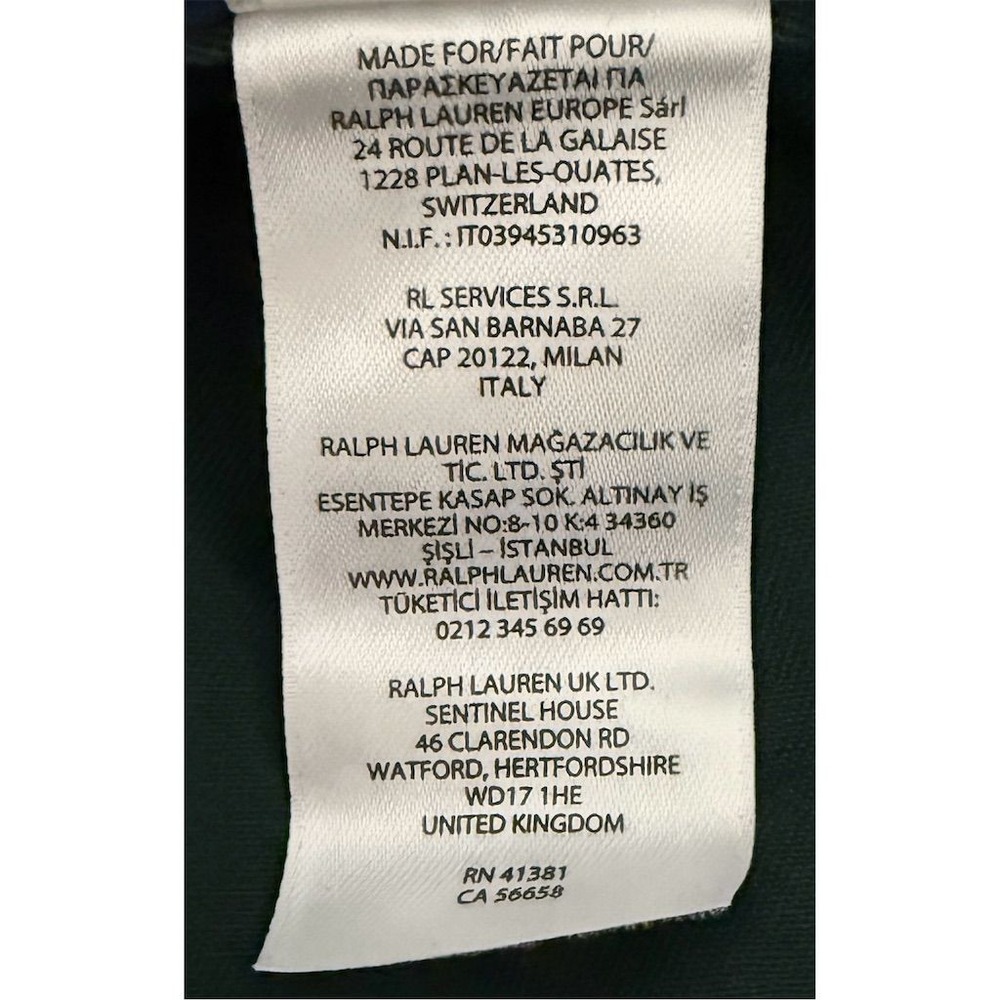 MADE FOR/FAIT POUR/
ΠΑΡΑΣΚΕΥΑΖΕΤΑΙ ΓΙΑ
RALPH LAUREN EUROPE Sárl
24 ROUTE DE LA GALAISE
1228 PLAN-LES-OUATES,
SWITZERLAND
N.I.F. : IT03945310963
RL SERVICES S.R.L.
VIA SAN BARNABA 27
CAP 20122, MILAN
ITALY
RALPH LAUREN MAĞAZACILIK VE
TİC. LTD. ŞTİ
ESENTEPE KASAP SOK. ALTINAY İŞ
MERKEZİ NO:8-10 K:4 34360
ŞİŞLİ – İSTANBUL
WWW.RALPHLAUREN.COM.TR
TÜKETİCİ İLETİŞİM HATTI:
0212 345 69 69
RALPH LAUREN UK LTD.
SENTINEL HOUSE
46 CLARENDON RD
WATFORD, HERTFORDSHIRE
WD17 1HE
UNITED KINGDOM
RN 41381
CA 56658